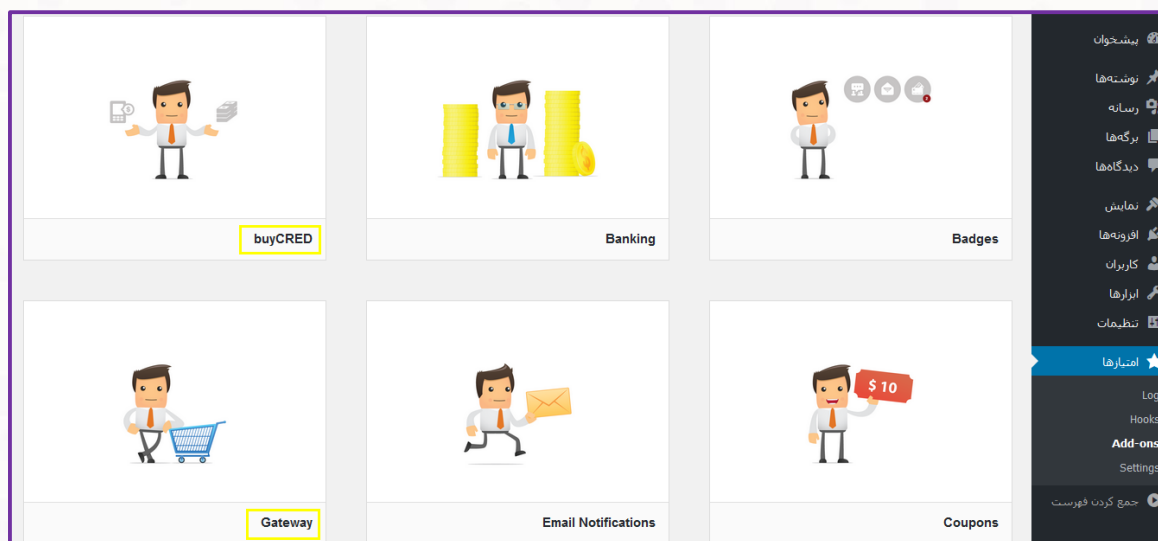 buyCRED
Banking
Badges
$ 10
Gateway
Email Notifications
Coupons
پیشخوان
نوشته‌ها
رسانه
برگه‌ها
دیدگاه‌ها
نمایش
افزونه‌ها
کاربران
ابزارها
تنظیمات
امتیازها
Log
Hooks
Add-ons
Settings
جمع کردن فهرست